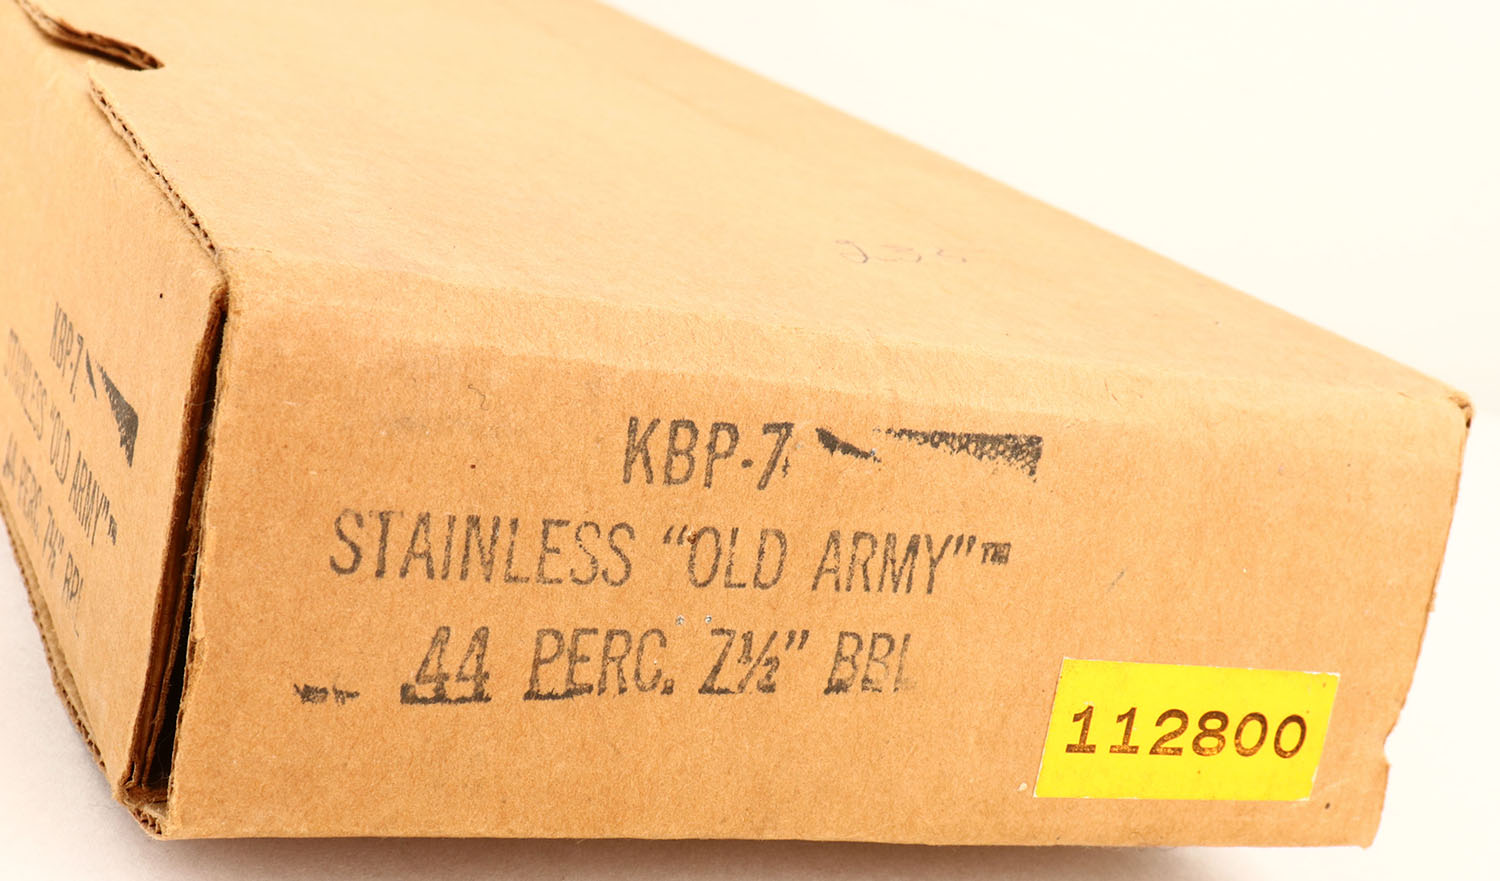 235
KBP-7
STAINLESS "OLD ARMY"™
44 PERC. 7½" BBL
KBP-7
STAINLESS “OLD ARMY”™
44 PERC. 7½” BBL
112800